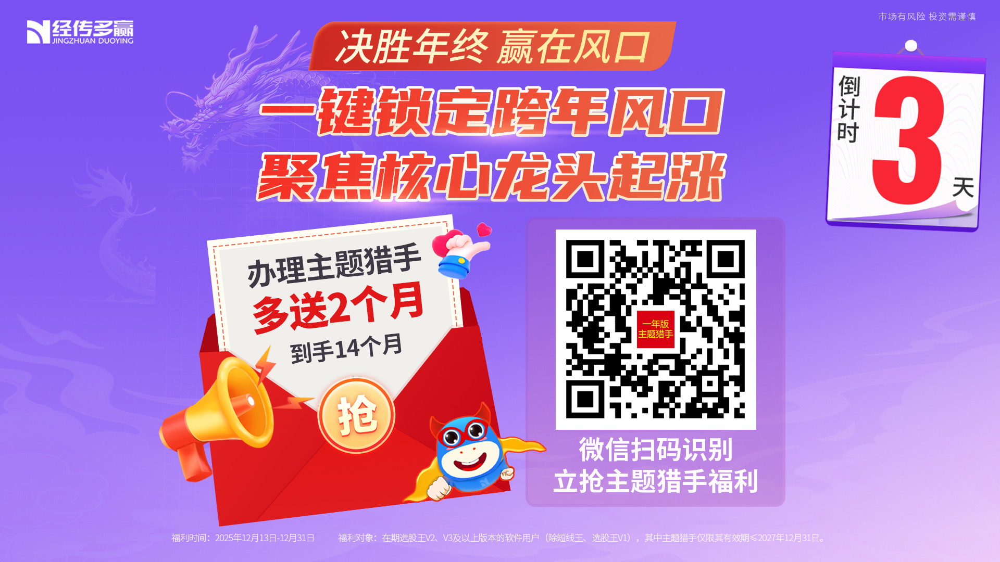 经传多赢
JINGZHUAN DUOYING
市场有风险 投资需谨慎
决胜年终 赢在风口
一键锁定跨年风口
聚焦核心龙头起涨
倒计时
3
天
办理主题猎手
多送2个月
到手14个月
抢
一年版
主题猎手
微信扫码识别
立抢主题猎手福利
福利时间：2025年12月13日-12月31日
福利对象：在期选股王V2、V3及以上版本的软件用户（除短线王、选股王V1），其中主题猎手仅限其有效期≤2027年12月31日。